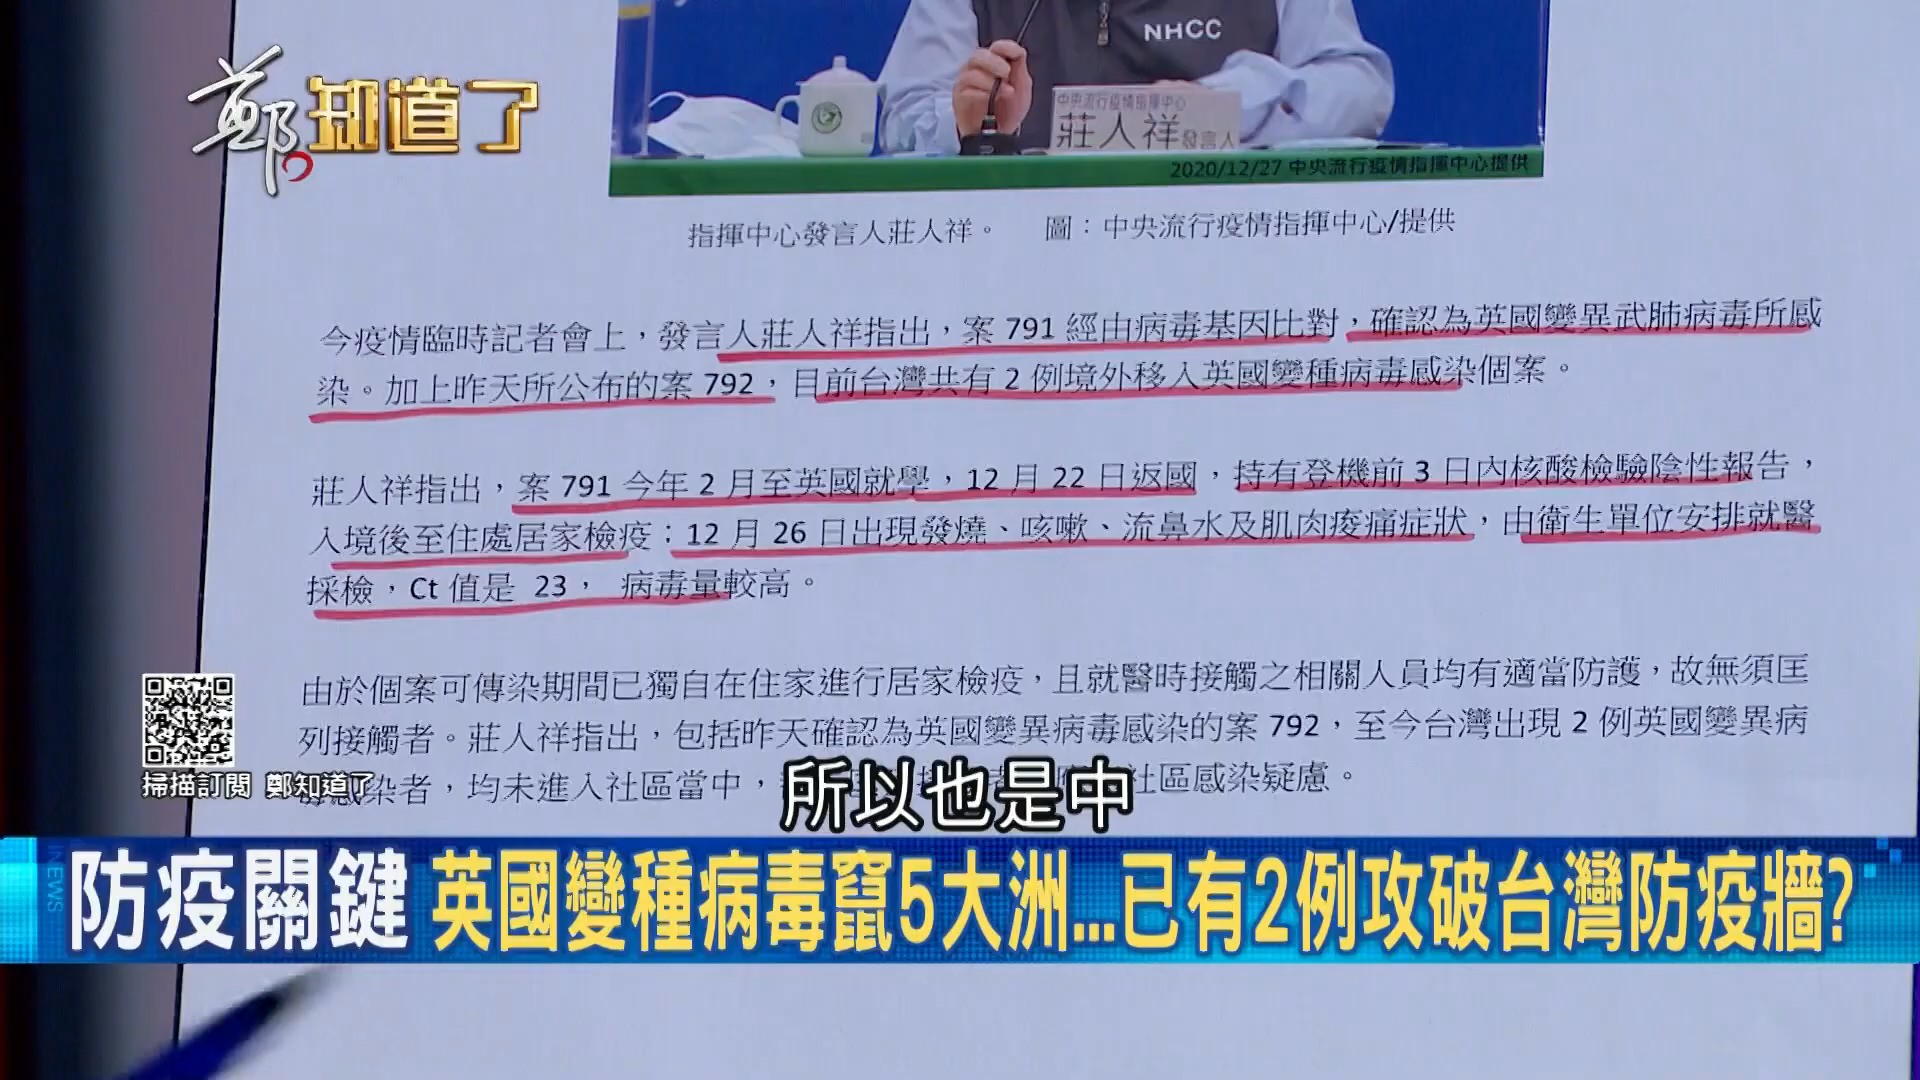 鄭知道了
NHCC
中央流行疫情指揮中心
莊人祥發言人
2020/12/27 中央流行疫情指揮中心提供
指揮中心發言人莊人祥。 圖：中央流行疫情指揮中心/提供
今疫情臨時記者會上，發言人莊人祥指出，案 791 經由病毒基因比對，確認為英國變異武肺病毒所感
染。加上昨天所公布的案 792，目前台灣共有 2 例境外移入英國變種病毒感染個案。
莊人祥指出，案 791 今年 2 月至英國就學，12 月 22 日返國，持有登機前 3 日內核酸檢驗陰性報告，
入境後至住處居家檢疫；12 月 26 日出現發燒、咳嗽、流鼻水及肌肉痠痛症狀，由衛生單位安排就醫
採檢，Ct 值是 23， 病毒量較高。
由於個案可傳染期間已獨自在住家進行居家檢疫，且就醫時接觸之相關人員均有適當防護，故無須匡
列接觸者。莊人祥指出，包括昨天確認為英國變異病毒感染的案 792，至今台灣出現 2 例英國變異病
感染者，均未進入社區當中，社區感染疑慮。
掃描訂閱 鄭知道了
所以也是中
INEWS
防疫關鍵 英國變種病毒竄5大洲...已有2例攻破台灣防疫牆?